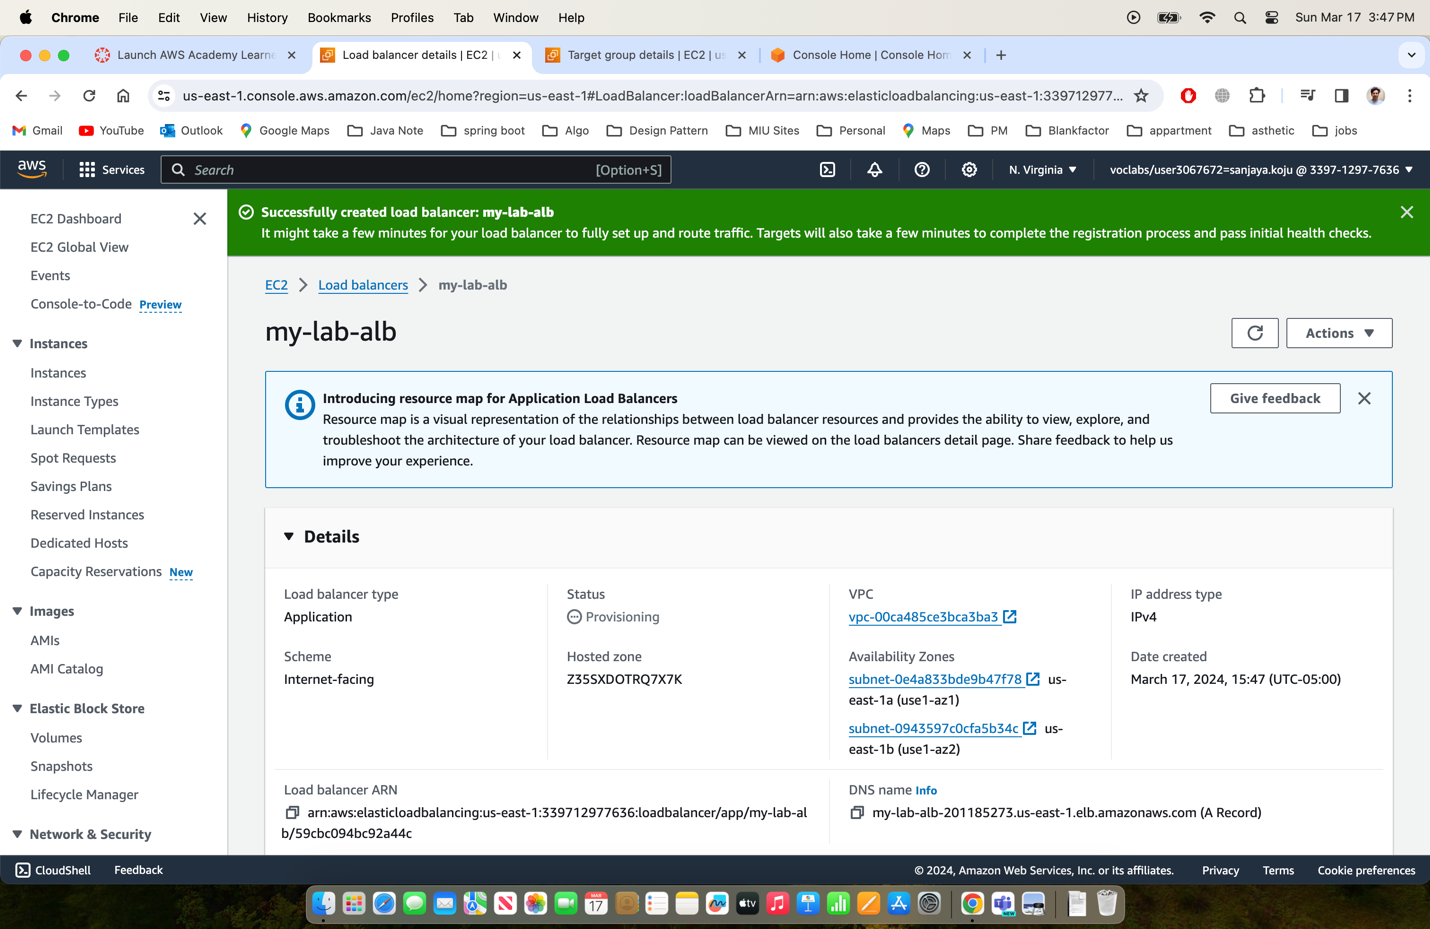 Chrome File Edit View History Bookmarks Profiles Tab Window Help Sun Mar 17 3:47 PM
Launch AWS Academy Learne Load balancer details | EC2 | Target group details | EC2 | us Console Home | Console Hom
us-east-1.console.aws.amazon.com/ec2/home?region=us-east-1#LoadBalancer:loadBalancerArn=arn:aws:elasticloadbalancing:us-east-1:339712977...
Gmail YouTube Outlook Google Maps Java Note spring boot Algo Design Pattern MIU Sites Personal Maps PM Blankfactor appartment asthetic jobs
aws Services Search [Option+S] N. Virginia voclabs/user3067672=sanjaya.koju @ 3397-1297-7636
EC2 Dashboard
EC2 Global View
Events
Console-to-Code Preview
Instances
Instances
Instance Types
Launch Templates
Spot Requests
Savings Plans
Reserved Instances
Dedicated Hosts
Capacity Reservations New
Images
AMIs
AMI Catalog
Elastic Block Store
Volumes
Snapshots
Lifecycle Manager
Network & Security
Successfully created load balancer: my-lab-alb
It might take a few minutes for your load balancer to fully set up and route traffic. Targets will also take a few minutes to complete the registration process and pass initial health checks.
EC2 Load balancers my-lab-alb
my-lab-alb
Actions
Introducing resource map for Application Load Balancers
Resource map is a visual representation of the relationships between load balancer resources and provides the ability to view, explore, and
troubleshoot the architecture of your load balancer. Resource map can be viewed on the load balancers detail page. Share feedback to help us
improve your experience.
Give feedback
Details
Load balancer type
Application
Status
Provisioning
VPC
vpc-00ca485ce3bca3ba3
IP address type
IPv4
Scheme
Internet-facing
Hosted zone
Z35SXDOTRQ7X7K
Availability Zones
subnet-0e4a833bde9b47f78 us-
east-1a (use1-az1)
subnet-0943597c0cfa5b34c us-
east-1b (use1-az2)
Date created
March 17, 2024, 15:47 (UTC-05:00)
Load balancer ARN
arn:aws:elasticloadbalancing:us-east-1:339712977636:loadbalancer/app/my-lab-al
b/59cbc094bc92a44c
DNS name Info
my-lab-alb-201185273.us-east-1.elb.amazonaws.com (A Record)
CloudShell Feedback © 2024, Amazon Web Services, Inc. or its affiliates. Privacy Terms Cookie preferences
MAR
17
tv
NEW